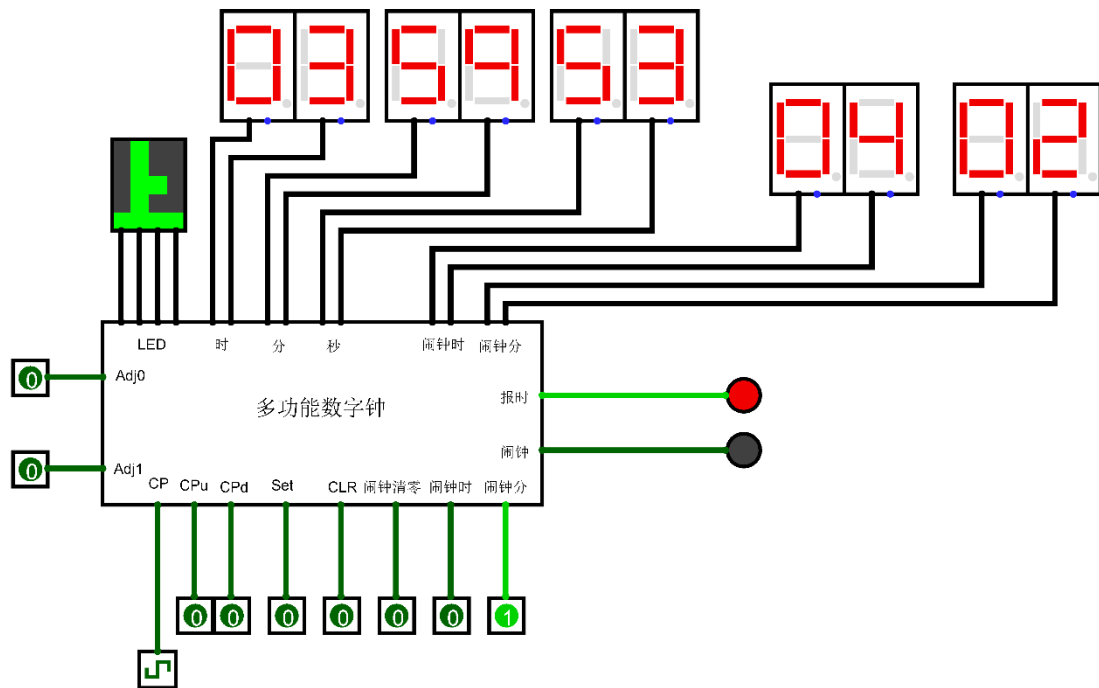 03 59 53
04 02
LED 时 分 秒 闹钟时 闹钟分
0 Adj0
多功能数字钟 报时
闹钟
0 Adj1
CP CPu CPd Set CLR 闹钟清零 闹钟时 闹钟分
0 0 0 0 0 0 1